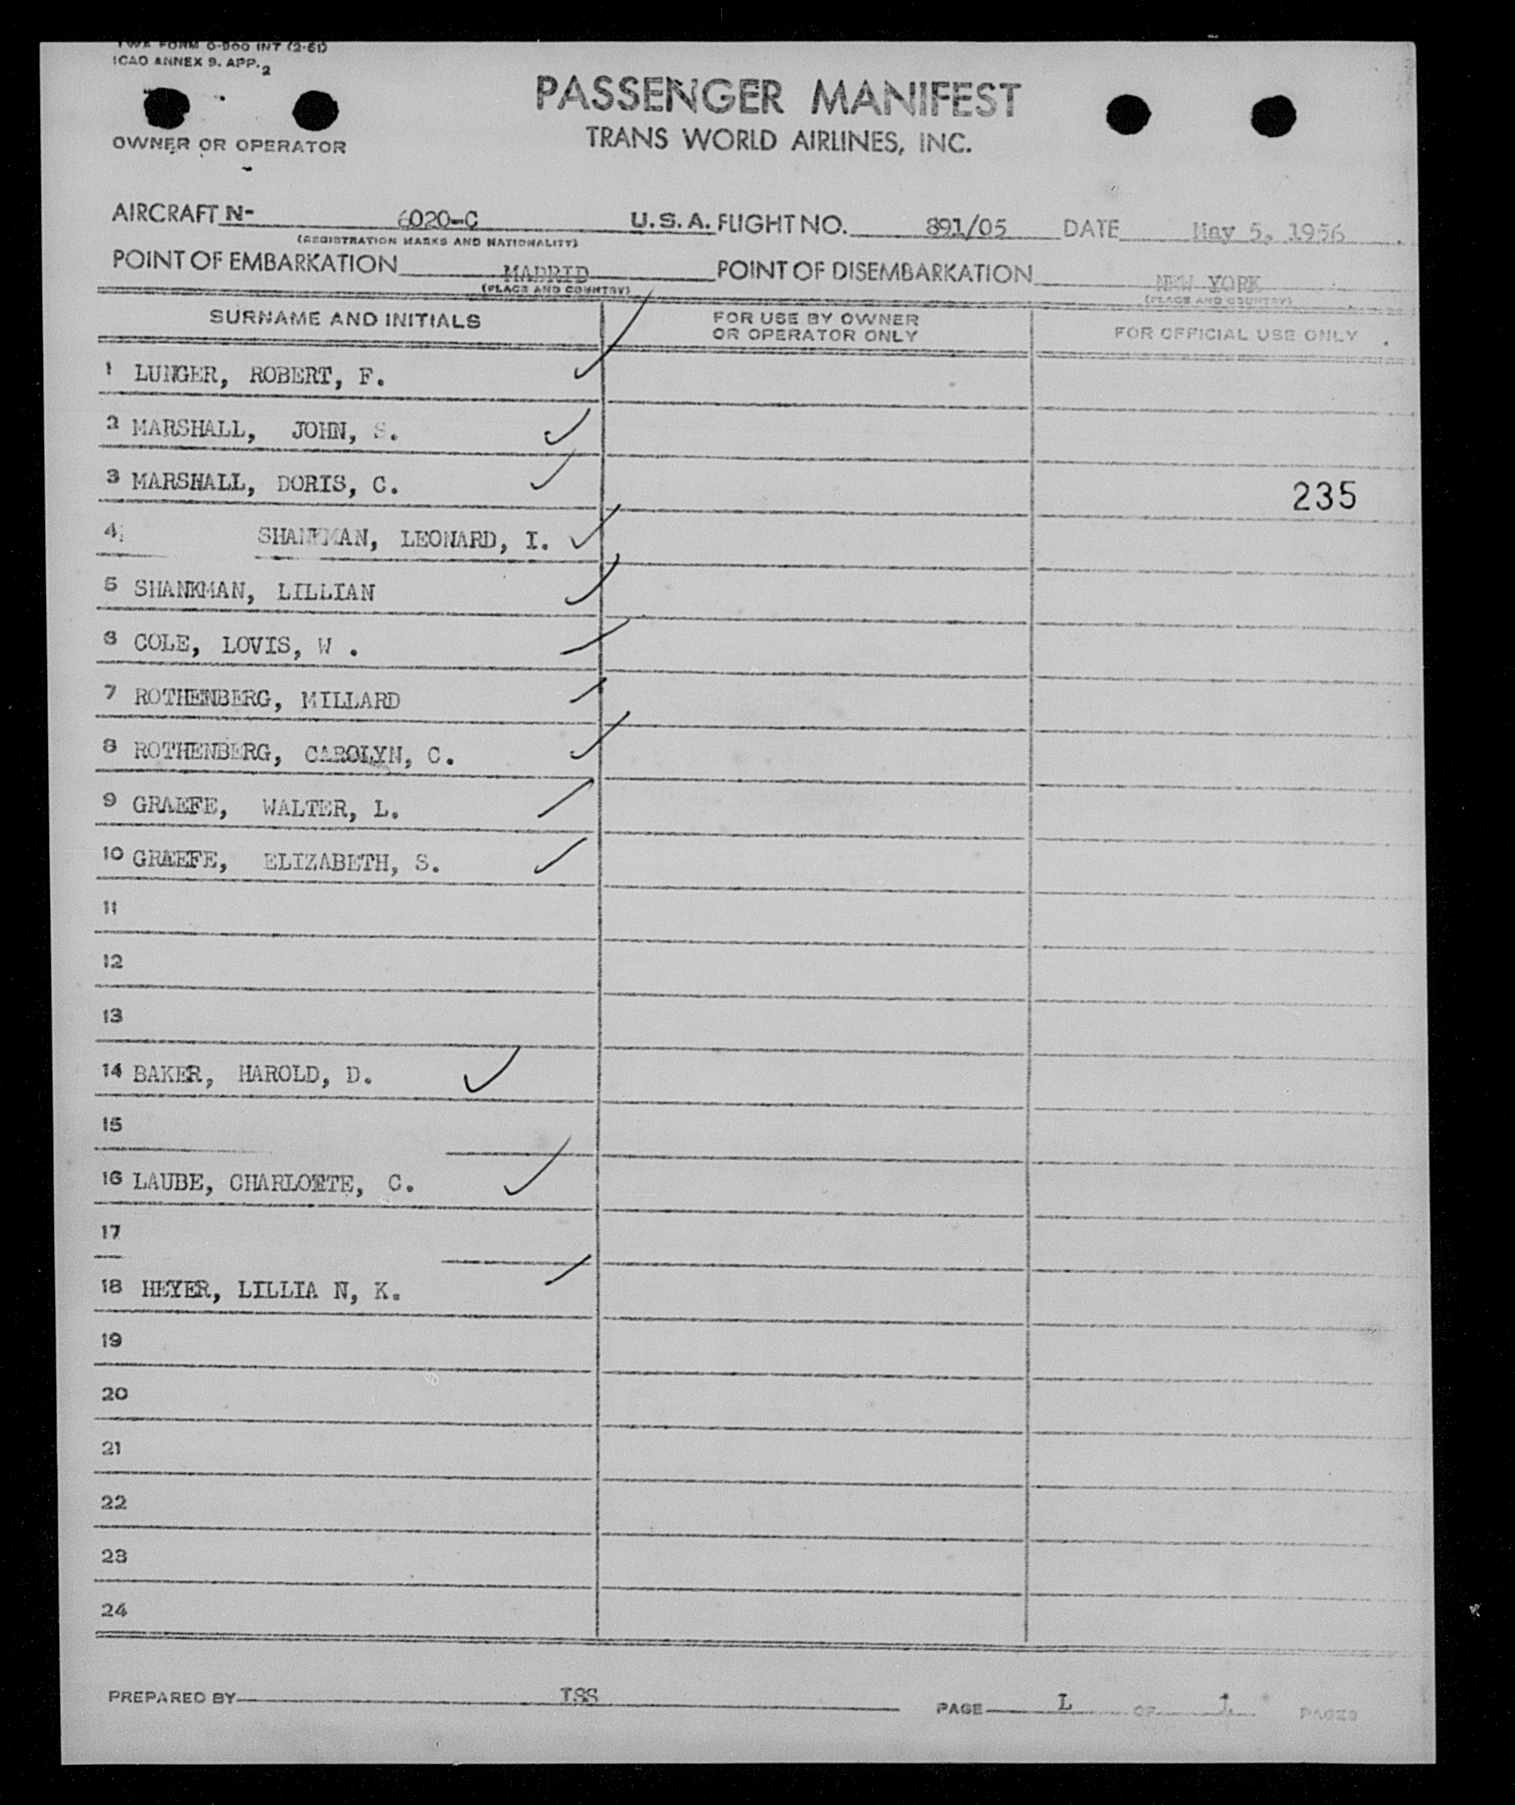 TWA FORM O-900 INT (2-51)
ICAO ANNEX 9. APP. 2
PASSENGER MANIFEST
TRANS WORLD AIRLINES, INC.
OWNER OR OPERATOR
AIRCRAFT N- 6020-C U.S.A. FLIGHT NO. 891/05 DATE May 5, 1956
(REGISTRATION MARKS AND NATIONALITY)
POINT OF EMBARKATION MADRID POINT OF DISEMBARKATION NEW YORK
(PLACE AND COUNTRY) (PLACE AND COUNTRY)
SURNAME AND INITIALS FOR USE BY OWNER OR OPERATOR ONLY FOR OFFICIAL USE ONLY
1 LUNGER, ROBERT, F.
2 MARSHALL, JOHN, S.
3 MARSHALL, DORIS, C.
235
4 SHANKMAN, LEONARD, I.
5 SHANKMAN, LILLIAN
6 COLE, LOVIS, W .
7 ROTHENBERG, MILLARD
8 ROTHENBERG, CAROLYN, C.
9 GRAEFE, WALTER, L.
10 GRAEFE, ELIZABETH, S.
11
12
13
14 BAKER, HAROLD, D.
15
16 LAUBE, CHARLOTTE, C.
17
18 HEYER, LILLIA N, K.
19
20
21
22
23
24
PREPARED BY TSS PAGE 1 OF 1 PAGES